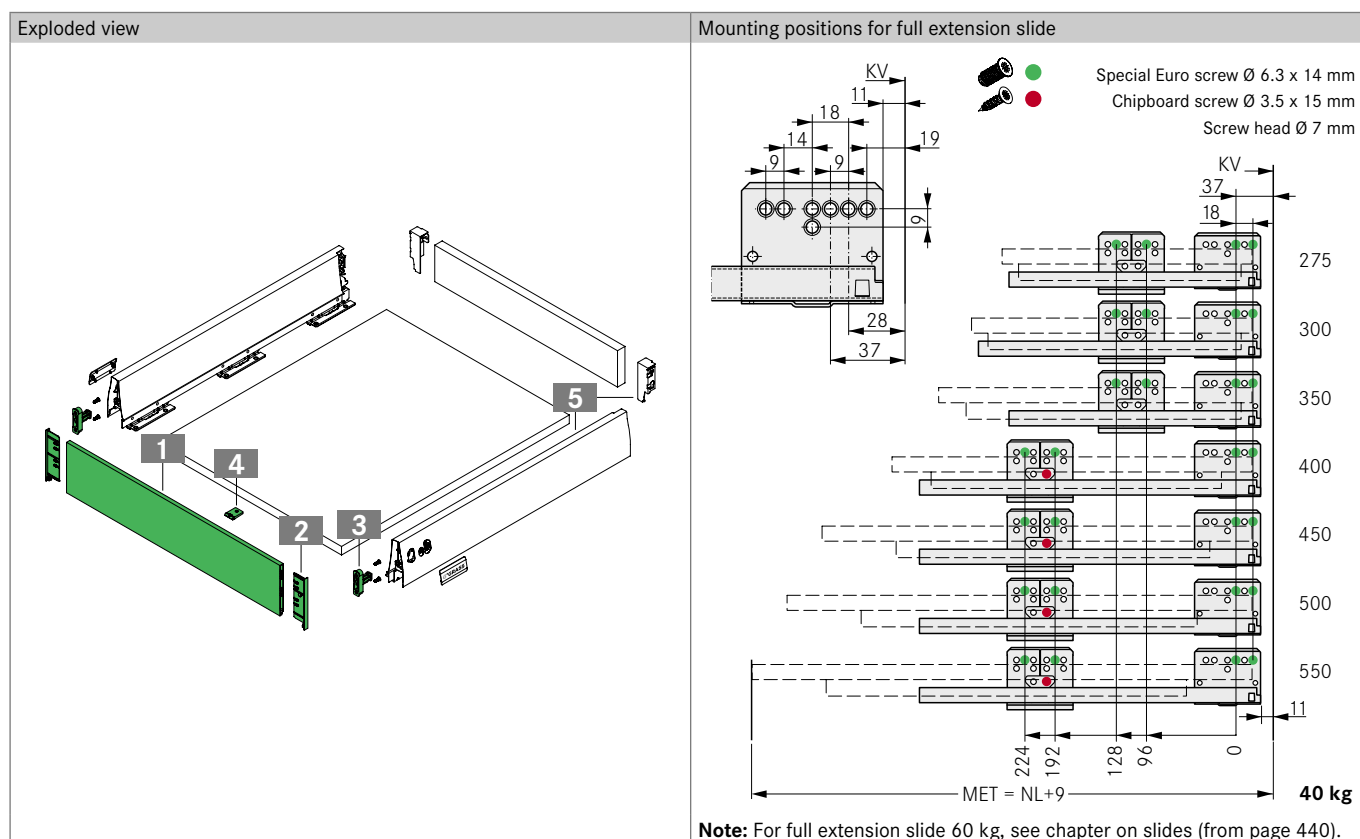 Exploded view
1
4
2
3
5
Mounting positions for full extension slide
Special Euro screw Ø 6.3 x 14 mm
Chipboard screw Ø 3.5 x 15 mm
Screw head Ø 7 mm
KV
11
18
14
19
9
9
9
28
37
KV
37
18
275
300
350
400
450
500
550
11
224
192
128
96
0
MET = NL+9
40 kg
Note: For full extension slide 60 kg, see chapter on slides (from page 440).